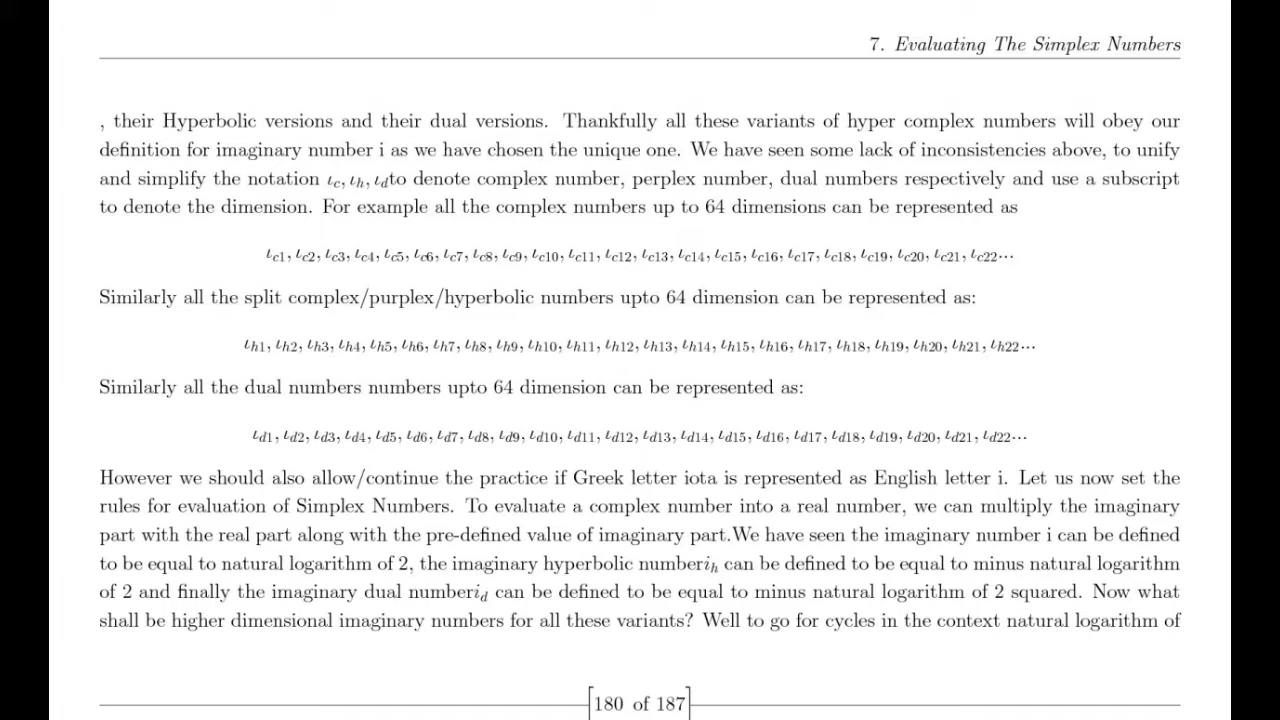 7. Evaluating The Simplex Numbers
, their Hyperbolic versions and their dual versions. Thankfully all these variants of hyper complex numbers will obey our
definition for imaginary number i as we have chosen the unique one. We have seen some lack of inconsistencies above, to unify
and simplify the notation ιc, ιh, ιdto denote complex number, perplex number, dual numbers respectively and use a subscript
to denote the dimension. For example all the complex numbers up to 64 dimensions can be represented as
ιc1, ιc2, ιc3, ιc4, ιc5, ιc6, ιc7, ιc8, ιc9, ιc10, ιc11, ιc12, ιc13, ιc14, ιc15, ιc16, ιc17, ιc18, ιc19, ιc20, ιc21, ιc22...
Similarly all the split complex/purplex/hyperbolic numbers upto 64 dimension can be represented as:
ιh1, ιh2, ιh3, ιh4, ιh5, ιh6, ιh7, ιh8, ιh9, ιh10, ιh11, ιh12, ιh13, ιh14, ιh15, ιh16, ιh17, ιh18, ιh19, ιh20, ιh21, ιh22...
Similarly all the dual numbers numbers upto 64 dimension can be represented as:
ιd1, ιd2, ιd3, ιd4, ιd5, ιd6, ιd7, ιd8, ιd9, ιd10, ιd11, ιd12, ιd13, ιd14, ιd15, ιd16, ιd17, ιd18, ιd19, ιd20, ιd21, ιd22...
However we should also allow/continue the practice if Greek letter iota is represented as English letter i. Let us now set the
rules for evaluation of Simplex Numbers. To evaluate a complex number into a real number, we can multiply the imaginary
part with the real part along with the pre-defined value of imaginary part.We have seen the imaginary number i can be defined
to be equal to natural logarithm of 2, the imaginary hyperbolic numberih can be defined to be equal to minus natural logarithm
of 2 and finally the imaginary dual numberid can be defined to be equal to minus natural logarithm of 2 squared. Now what
shall be higher dimensional imaginary numbers for all these variants? Well to go for cycles in the context natural logarithm of
[180 of 187]